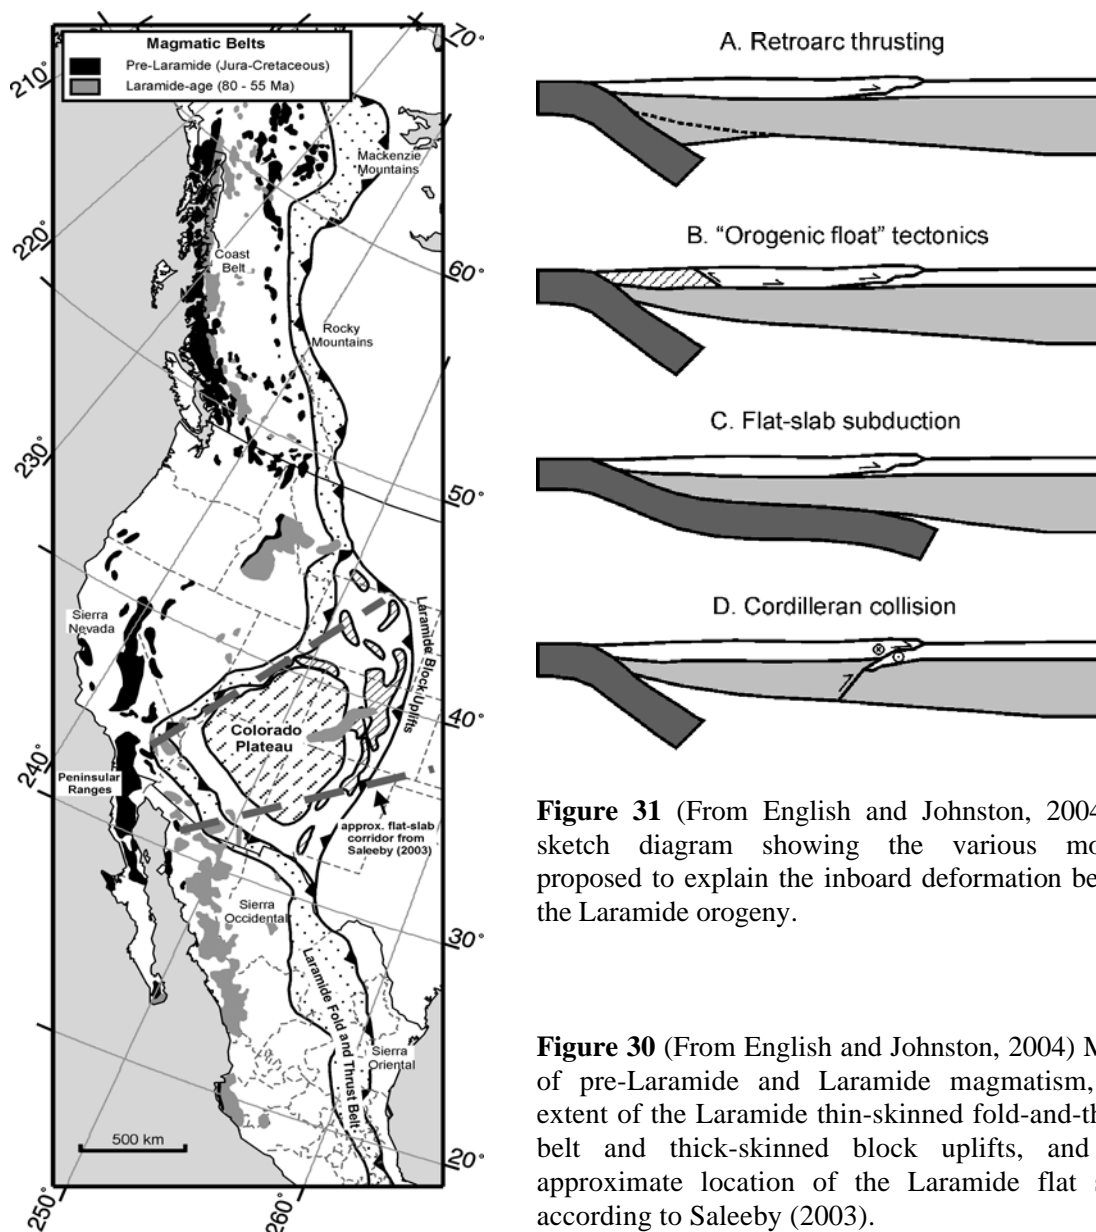 Magmatic Belts
Pre-Laramide (Jura-Cretaceous)
Laramide-age (80 - 55 Ma)
70°
210°
220°
230°
240°
250°
260°
60°
50°
40°
30°
20°
Mackenzie
Mountains
Coast
Belt
Rocky
Mountains
Sierra
Nevada
Laramide Block Uplifts
Colorado
Plateau
Peninsular
Ranges
approx. flat-slab
corridor from
Saleeby (2003)
Sierra
Occidental
Laramide Fold and Thrust Belt
Sierra
Oriental
500 km
A. Retroarc thrusting
B. "Orogenic float" tectonics
C. Flat-slab subduction
D. Cordilleran collision
Figure 31 (From English and Johnston, 2004
sketch diagram showing the various mo
proposed to explain the inboard deformation be
the Laramide orogeny.
Figure 30 (From English and Johnston, 2004) M
of pre-Laramide and Laramide magmatism,
extent of the Laramide thin-skinned fold-and-th
belt and thick-skinned block uplifts, and
approximate location of the Laramide flat s
according to Saleeby (2003).